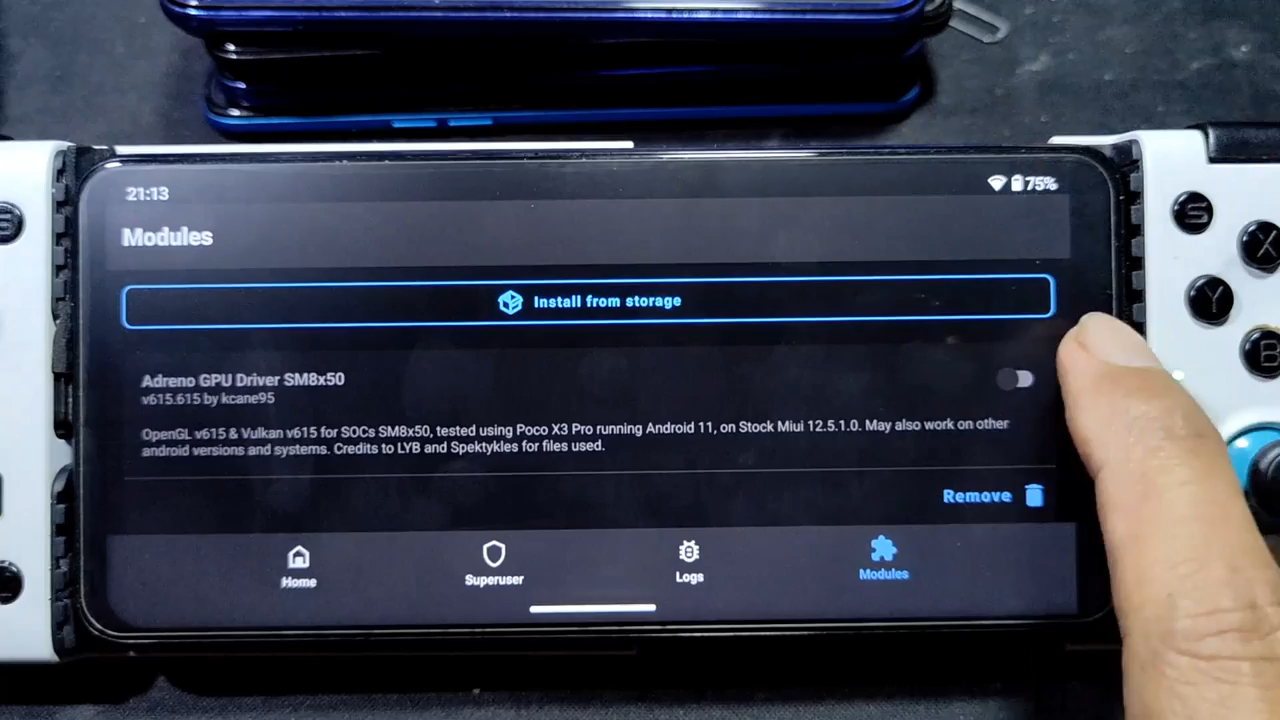 21:13
75%
Modules
Install from storage
Adreno GPU Driver SM8x50
v615.615 by kcane95
OpenGL v615 & Vulkan v615 for SOCs SM8x50, tested using Poco X3 Pro running Android 11, on Stock Miui 12.5.1.0. May also work on other
android versions and systems. Credits to LYB and Spektykles for files used.
Remove
Home
Superuser
Logs
Modules
S
X
Y
B